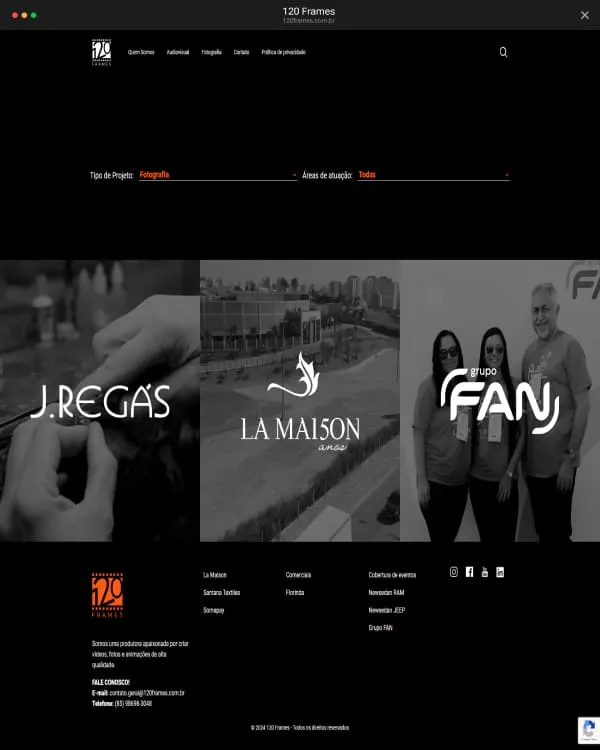 120 Frames
120frames.com.br
120
FRAMES
Quem Somos Audiovisual Fotografia Contato Política de privacidade
Tipo de Projeto: Fotografia Áreas de atuação: Todas
FA
J.REGÁS
LA MAI5ON
anos
grupo
FAN
120
FRAMES
La Maison Comerciais Cobertura de eventos
Santana Textiles Florinda Newsedan RAM
Somapay Newsedan JEEP
Grupo FAN
Somos uma produtora apaixonada por criar
vídeos, fotos e animações de alta
qualidade.
FALE CONOSCO!
E-mail: contato.geral@120frames.com.br
Telefone: (85) 98698-3048
© 2024 120 Frames - Todos os direitos reservados